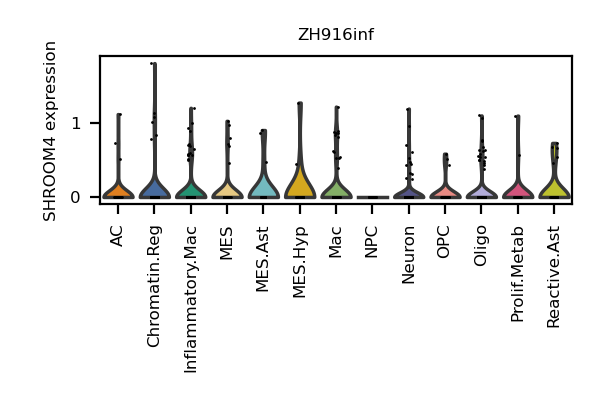 ZH916inf
SHROOM4 expression
1
0
AC
Chromatin.Reg
Inflammatory.Mac
MES
MES.Ast
MES.Hyp
Mac
NPC
Neuron
OPC
Oligo
Prolif.Metab
Reactive.Ast